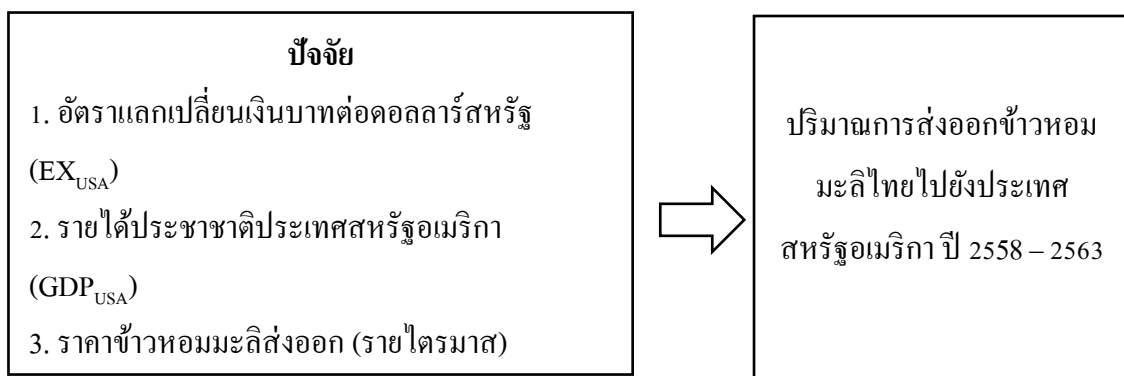 ปัจจัย
1. อัตราแลกเปลี่ยนเงินบาทต่อดอลลาร์สหรัฐ
(EX_USA)
2. รายได้ประชาชาติประเทศสหรัฐอเมริกา
(GDP_USA)
3. ราคาข้าวหอมมะลิส่งออก (รายไตรมาส)
ปริมาณการส่งออกข้าวหอม
มะลิไทยไปยังประเทศ
สหรัฐอเมริกา ปี 2558 – 2563